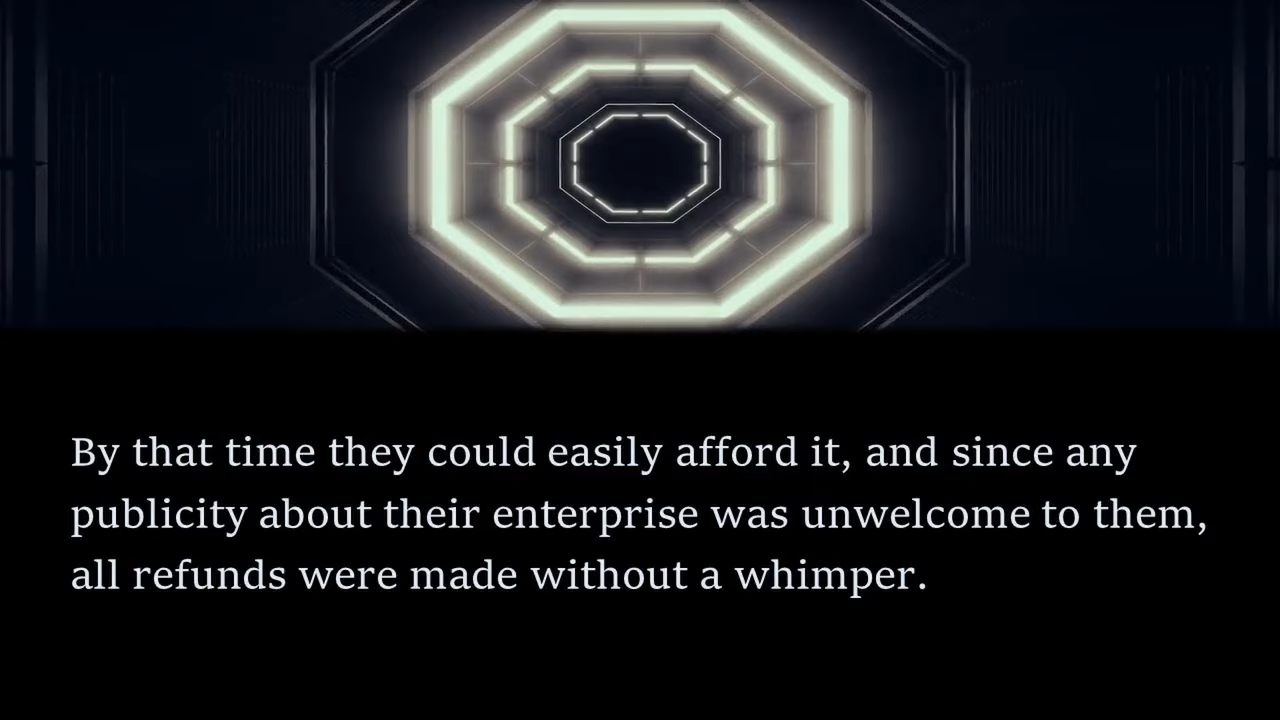 By that time they could easily afford it, and since any
publicity about their enterprise was unwelcome to them,
all refunds were made without a whimper.